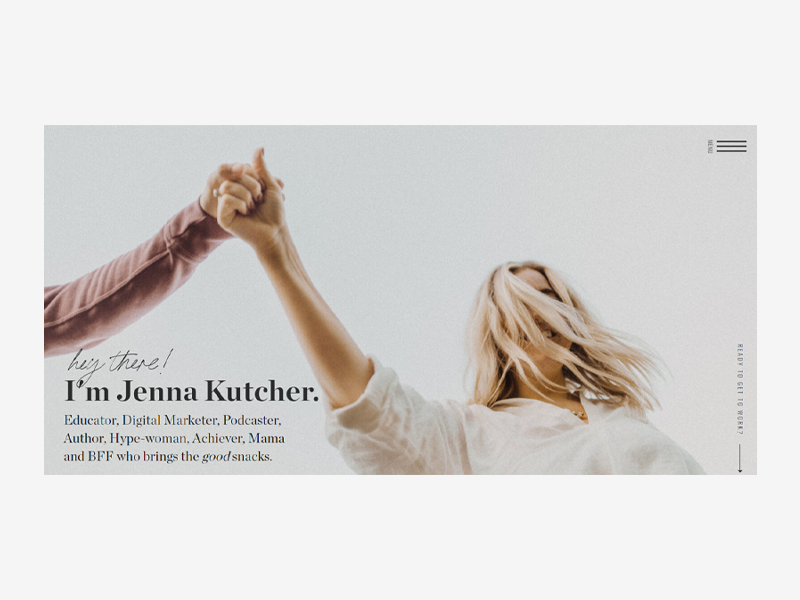 MENU
hey there!
I'm Jenna Kutcher.
Educator, Digital Marketer, Podcaster,
Author, Hype-woman, Achiever, Mama
and BFF who brings the good snacks.
READY TO GET TO WORK?